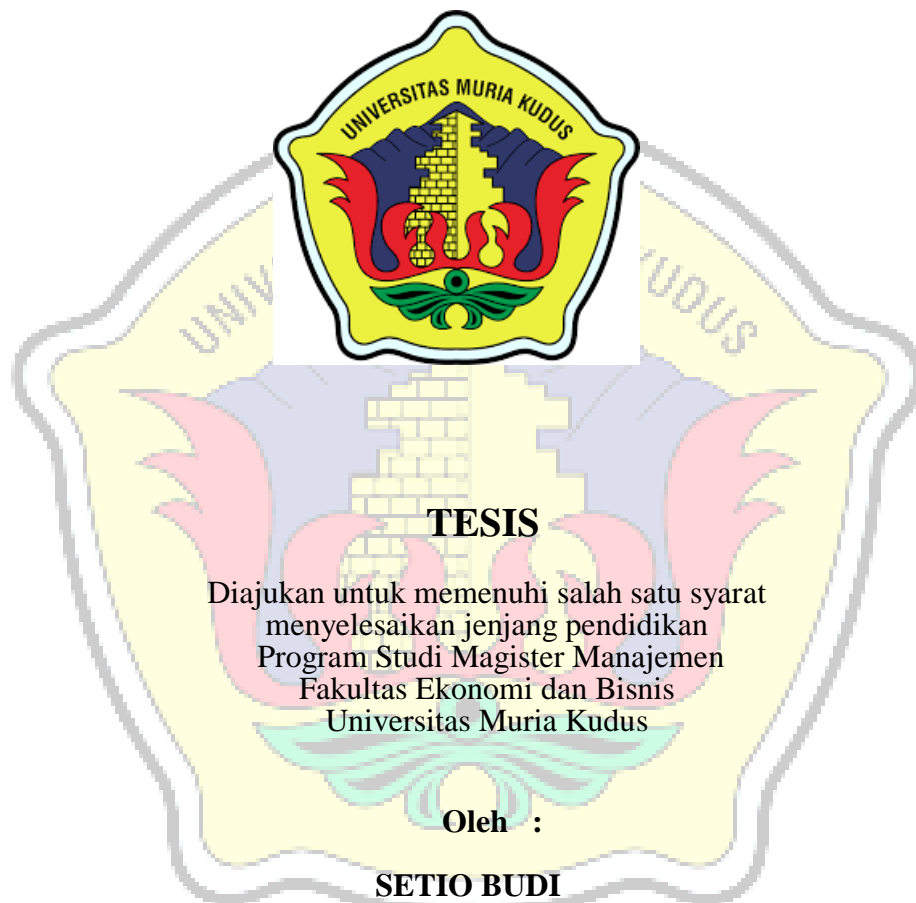 UNIVERSITAS MURIA KUDUS
TESIS
Diajukan untuk memenuhi salah satu syarat
menyelesaikan jenjang pendidikan
Program Studi Magister Manajemen
Fakultas Ekonomi dan Bisnis
Universitas Muria Kudus
Oleh :
SETIO BUDI